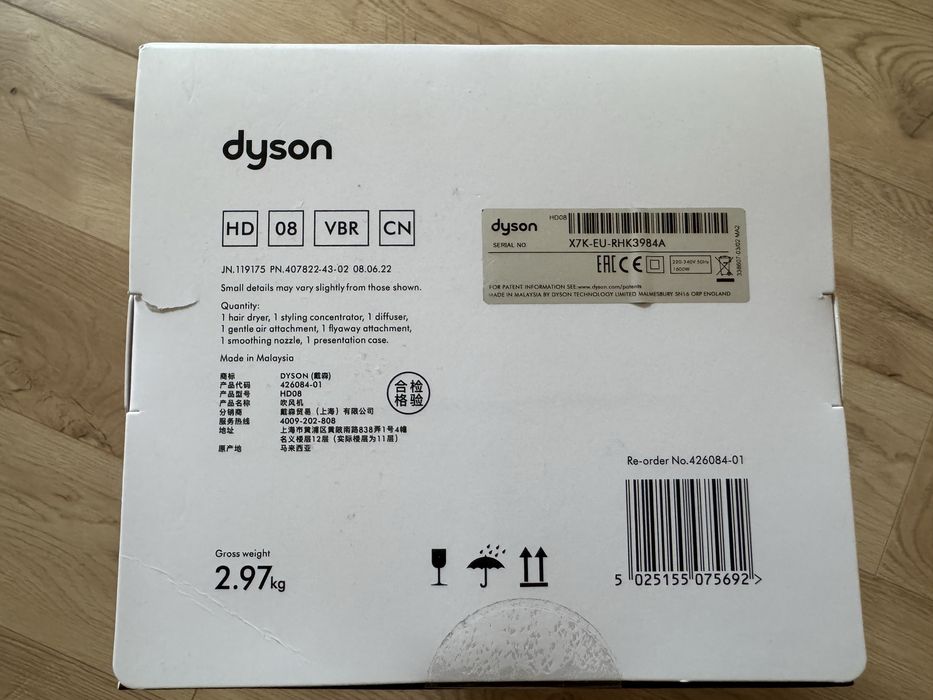 dyson
HD 08 VBR CN
JN.119175 PN.407822-43-02 08.06.22
Small details may vary slightly from those shown.
Quantity:
1 hair dryer, 1 styling concentrator, 1 diffuser,
1 gentle air attachment, 1 flyaway attachment,
1 smoothing nozzle, 1 presentation case.
Made in Malaysia
商标 DYSON (戴森)
产品代码 426084-01
产品型号 HD08
产品名称 吹风机
分销商 戴森贸易（上海）有限公司
服务热线 4009-202-808
地址 上海市黄浦区黄陂南路838弄1号4幢
名义楼层12层（实际楼层为11层）
原产地 马来西亚
合检
格验
dyson
HD08
SERIAL NO.
X7K-EU-RHK3984A
EAC CE
220-240V 50Hz
1600W
FOR PATENT INFORMATION SEE: www.dyson.com/patents
MADE IN MALAYSIA BY DYSON TECHNOLOGY LIMITED MALMESBURY SN16 0RP ENGLAND
338607-03/02 MA2
Re-order No.426084-01
5 025155 075692 >
Gross weight
2.97kg